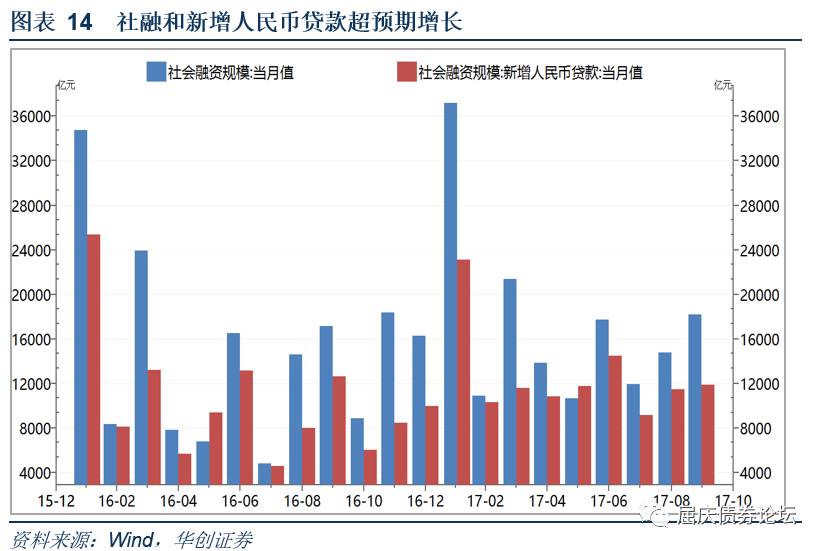 图表 14 社融和新增人民币贷款超预期增长
社会融资规模:当月值 社会融资规模:新增人民币贷款:当月值
亿元 亿元
36000 36000
32000 32000
28000 28000
24000 24000
20000 20000
16000 16000
12000 12000
8000 8000
4000 4000
15-12 16-02 16-04 16-06 16-08 16-10 16-12 17-02 17-04 17-06 17-08 17-10
屈庆债券论坛
资料来源：Wind，华创证券